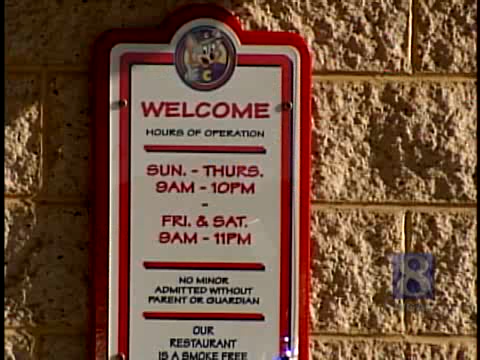 C
WELCOME
HOURS OF OPERATION
SUN. - THURS.
9AM - 10PM
-
FRI. & SAT.
9AM - 11PM
NO MINOR
ADMITTED WITHOUT
PARENT OR GUARDIAN
OUR
RESTAURANT
IS A SMOKE FREE
8